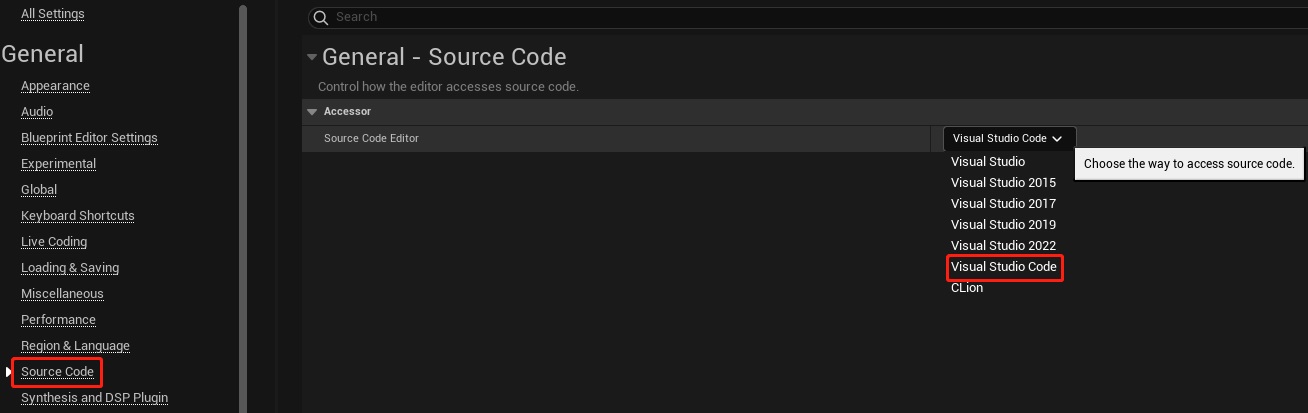 All Settings
General
Appearance
Audio
Blueprint Editor Settings
Experimental
Global
Keyboard Shortcuts
Live Coding
Loading & Saving
Miscellaneous
Performance
Region & Language
Source Code
Synthesis and DSP Plugin
Search
General - Source Code
Control how the editor accesses source code.
Accessor
Source Code Editor
Visual Studio Code
Choose the way to access source code.
Visual Studio
Visual Studio 2015
Visual Studio 2017
Visual Studio 2019
Visual Studio 2022
Visual Studio Code
CLion